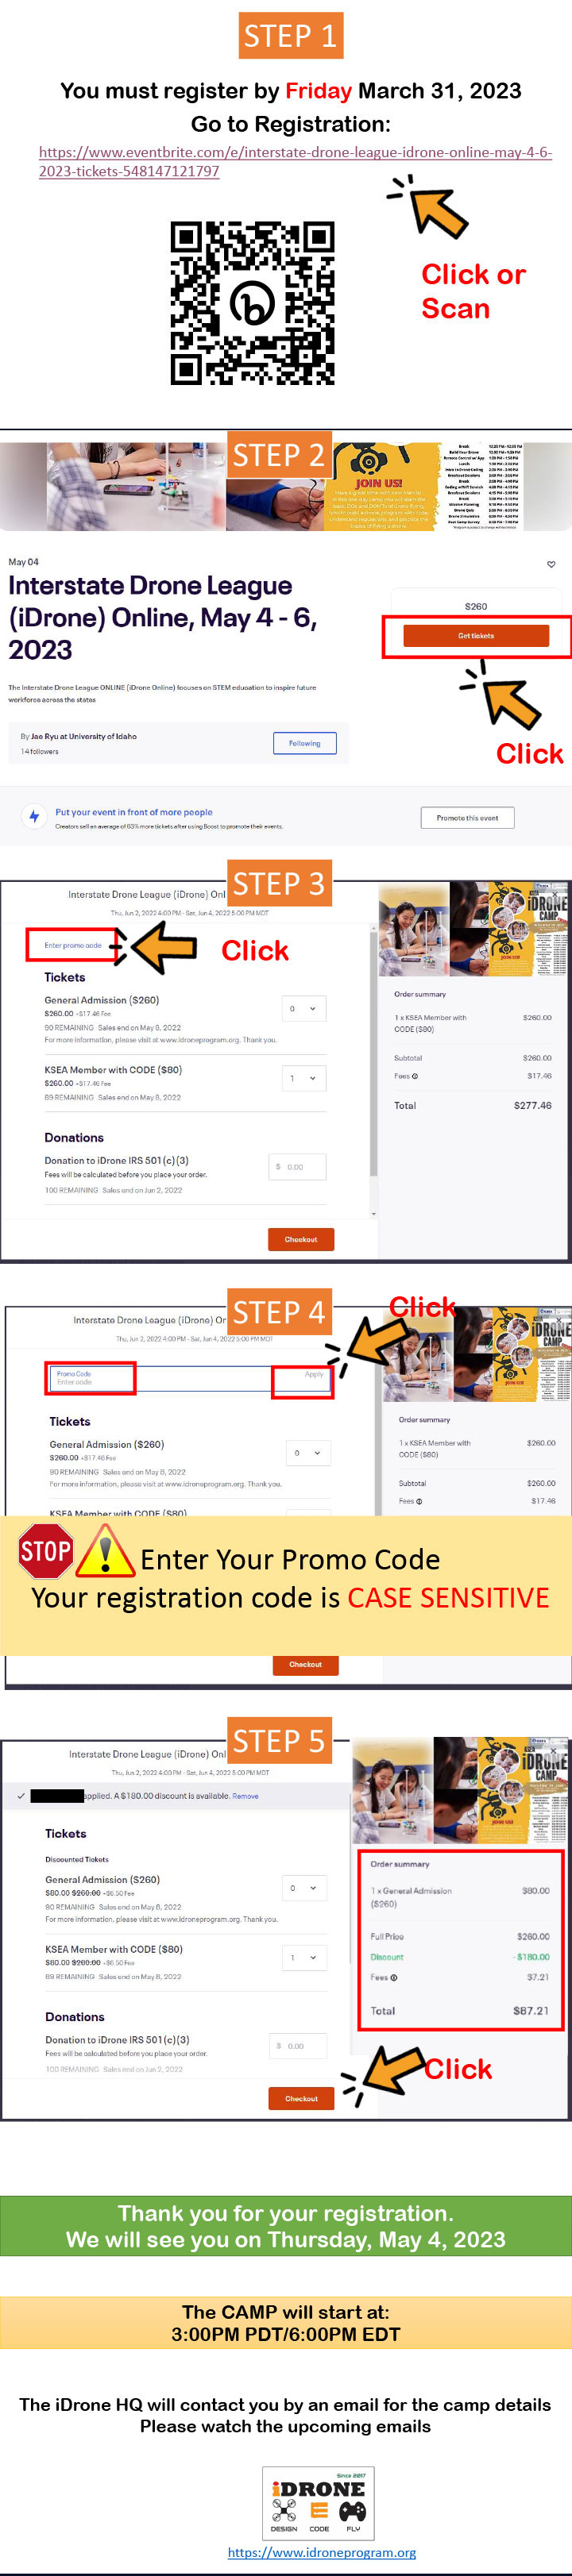 STEP 1
You must register by Friday March 31, 2023
Go to Registration:
https://www.eventbrite.com/e/interstate-drone-league-idrone-online-may-4-6-
2023-tickets-548147121797
Click or
Scan
STEP 2
JOIN US!
May 04
Interstate Drone League
(iDrone) Online, May 4 - 6,
2023
$260
Get tickets
The Interstate Drone League ONLINE (iDrone Online) focuses on STEM education to inspire future
workforce across the states
Click
By Jae Ryu at University of Idaho
14 followers
Following
Put your event in front of more people
Creators sell an average of 63% more tickets after using Boost to promote their events.
Promote this event
STEP 3
Interstate Drone League (iDrone) Onl
Thu, Jun 2, 2022 4:00 PM - Sat, Jun 4, 2022 5:00 PM MDT
Enter promo code
Click
iDRONE
CAMP
Tickets
General Admission ($260)
$260.00 +$17.46 Fee
0
90 REMAINING Sales end on May 8, 2022
For more information, please visit at www.idroneprogram.org. Thank you.
KSEA Member with CODE ($80)
$260.00 +$17.46 Fee
1
89 REMAINING Sales end on May 8, 2022
Donations
Donation to iDrone IRS 501(c)(3)
Fees will be calculated before you place your order.
$ 0.00
100 REMAINING Sales end on Jun 2, 2022
Checkout
Order summary
1 x KSEA Member with
CODE ($80)
$260.00
Subtotal $260.00
Fees $17.46
Total $277.46
STEP 4
Click
Interstate Drone League (iDrone) Or
Thu, Jun 2, 2022 4:00 PM - Sat, Jun 4, 2022 5:00 PM MDT
Promo Code
Enter code
Apply
iDRONE
CAMP
Tickets
General Admission ($260)
$260.00 +$17.46 Fee
0
90 REMAINING Sales end on May 8, 2022
For more information, please visit at www.idroneprogram.org. Thank you.
KSEA Member with CODE ($80)
Order summary
1 x KSEA Member with
CODE ($80)
$260.00
Subtotal $260.00
Fees $17.46
STOP
Enter Your Promo Code
Your registration code is CASE SENSITIVE
Checkout
STEP 5
Interstate Drone League (iDrone) Onl
Thu, Jun 2, 2022 4:00 PM - Sat, Jun 4, 2022 5:00 PM MDT
applied. A $180.00 discount is available. Remove
iDRONE
CAMP
Tickets
Discounted Tickets
General Admission ($260)
$80.00 $260.00 +$6.50 Fee
0
90 REMAINING Sales end on May 8, 2022
For more information, please visit at www.idroneprogram.org. Thank you.
KSEA Member with CODE ($80)
$80.00 $260.00 +$6.50 Fee
1
89 REMAINING Sales end on May 8, 2022
Donations
Donation to iDrone IRS 501(c)(3)
Fees will be calculated before you place your order.
$ 0.00
100 REMAINING Sales end on Jun 2, 2022
Checkout
Order summary
1 x General Admission
($260)
$80.00
Full Price $260.00
Discount - $180.00
Fees $7.21
Total $87.21
Click
Thank you for your registration.
We will see you on Thursday, May 4, 2023
The CAMP will start at:
3:00PM PDT/6:00PM EDT
The iDrone HQ will contact you by an email for the camp details
Please watch the upcoming emails
Since 2017
iDRONE
DESIGN CODE FLY
https://www.idroneprogram.org